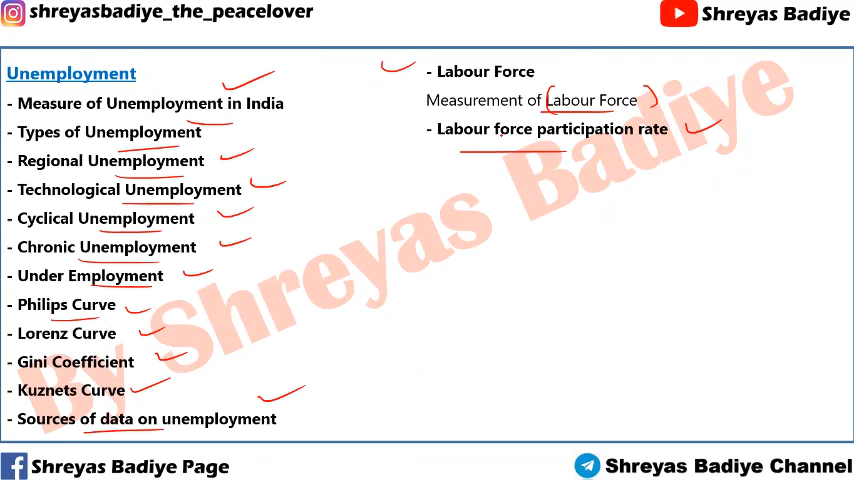 shreyasbadiye_the_peacelover
Shreyas Badiye
Unemployment
- Measure of Unemployment in India
- Types of Unemployment
- Regional Unemployment
- Technological Unemployment
- Cyclical Unemployment
- Chronic Unemployment
- Under Employment
- Philips Curve
- Lorenz Curve
- Gini Coefficient
- Kuznets Curve
- Sources of data on unemployment
- Labour Force
Measurement of Labour Force
- Labour force participation rate
By Shreyas Badiye
Shreyas Badiye Page
Shreyas Badiye Channel